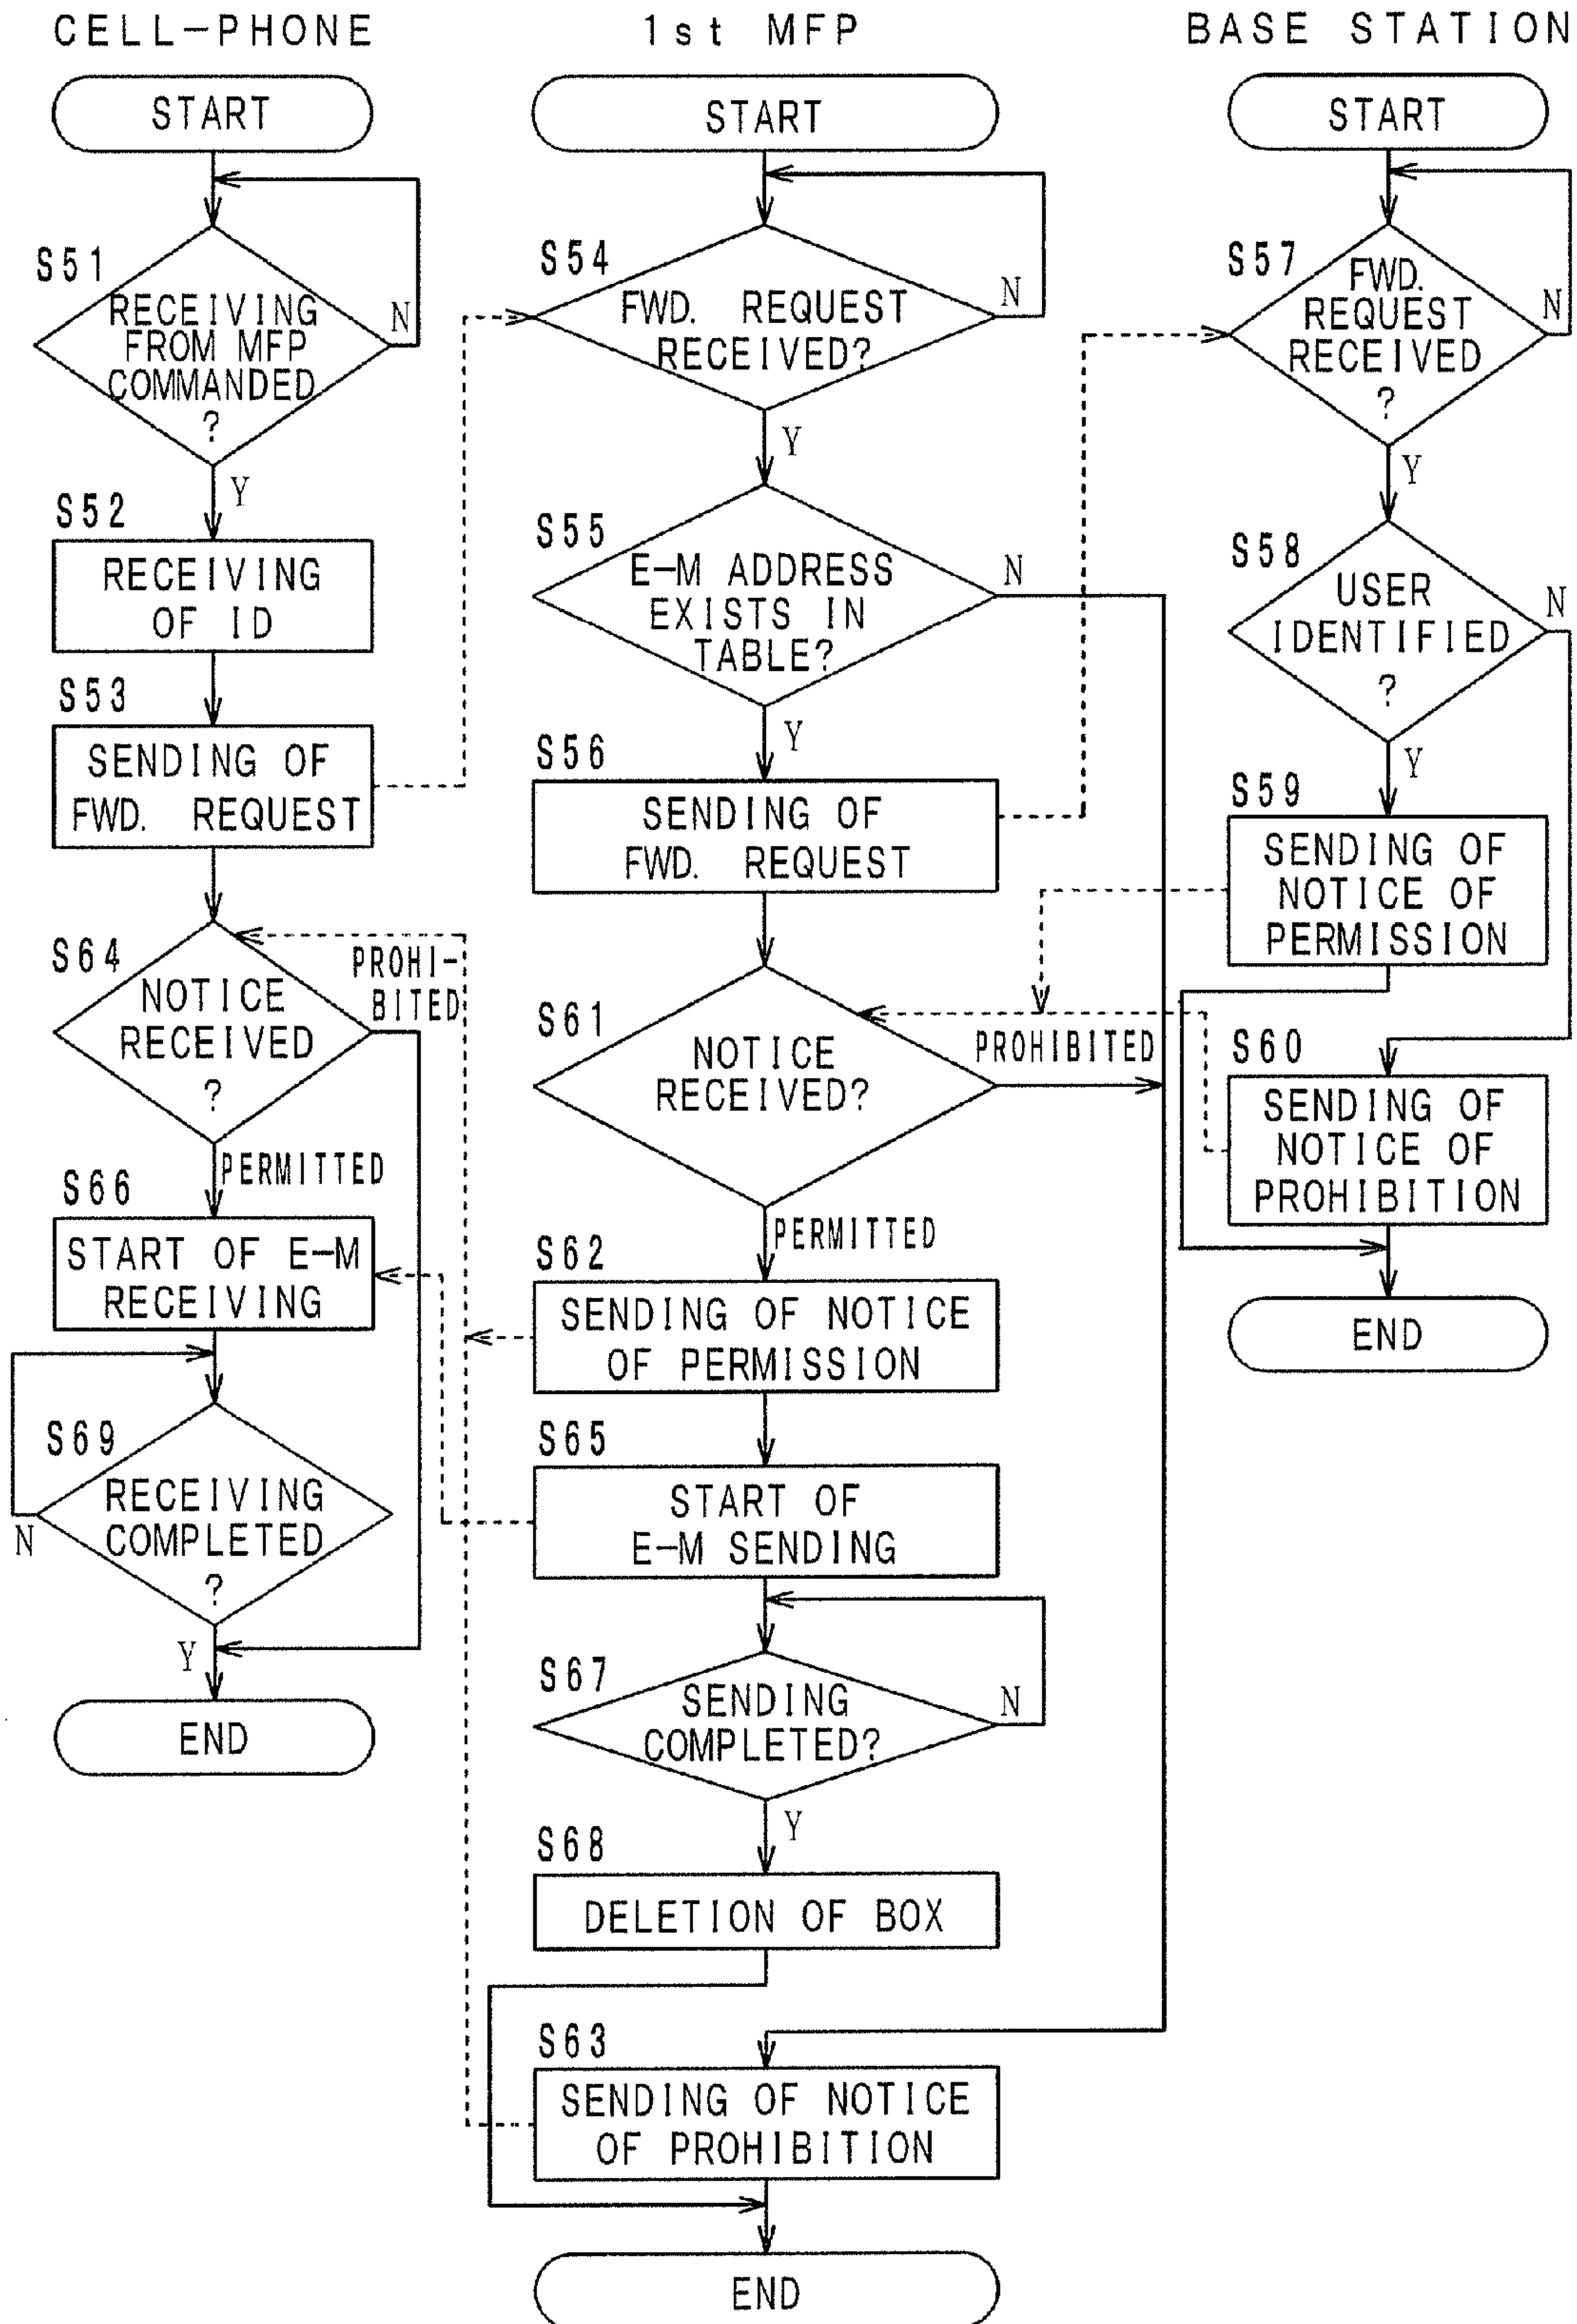 CELL-PHONE
START
S51
RECEIVING
FROM MFP
COMMANDED
?
N
Y
S52
RECEIVING
OF ID
S53
SENDING OF
FWD. REQUEST
S64
NOTICE
RECEIVED
?
PROHI-
BITED
PERMITTED
S66
START OF E-M
RECEIVING
S69
RECEIVING
COMPLETED
?
N
Y
END
1st MFP
START
S54
FWD. REQUEST
RECEIVED?
N
Y
S55
E-M ADDRESS
EXISTS IN
TABLE?
N
Y
S56
SENDING OF
FWD. REQUEST
S61
NOTICE
RECEIVED?
PROHIBITED
PERMITTED
S62
SENDING OF NOTICE
OF PERMISSION
S65
START OF
E-M SENDING
S67
SENDING
COMPLETED?
N
Y
S68
DELETION OF BOX
S63
SENDING OF NOTICE
OF PROHIBITION
END
BASE STATION
START
S57
FWD.
REQUEST
RECEIVED
?
N
Y
S58
USER
IDENTIFIED
?
N
Y
S59
SENDING OF
NOTICE OF
PERMISSION
S60
SENDING OF
NOTICE OF
PROHIBITION
END